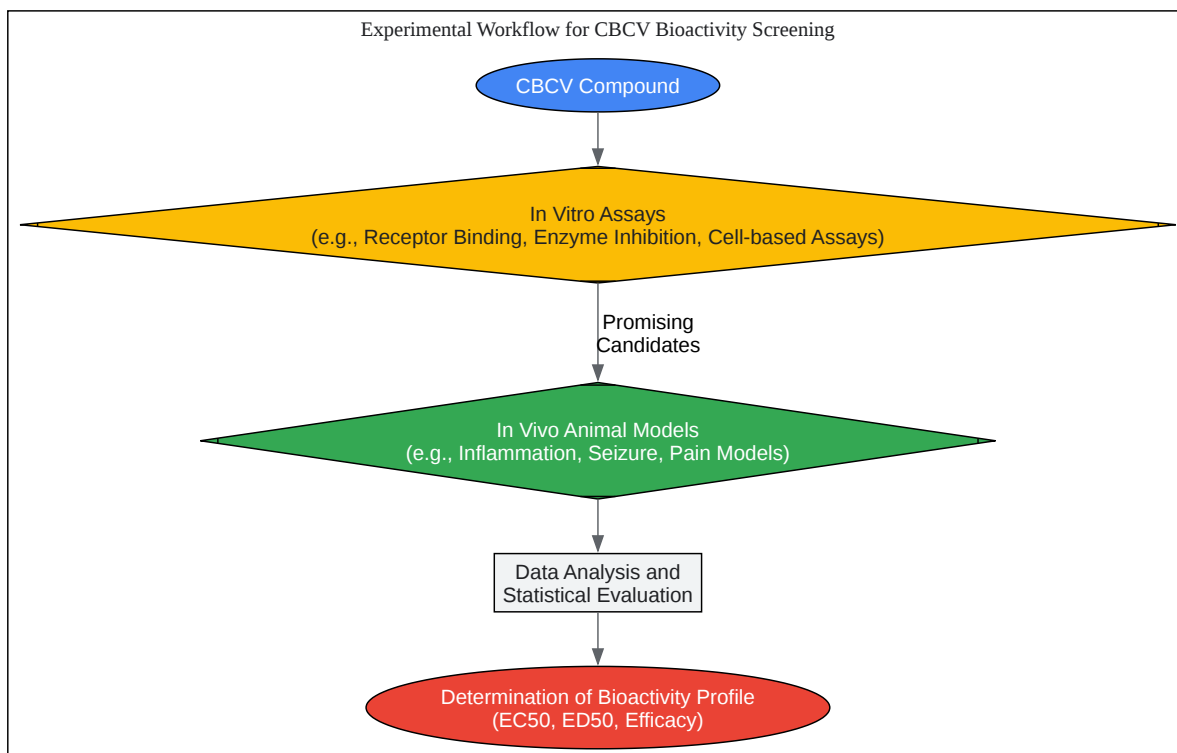 Experimental Workflow for CBCV Bioactivity Screening
CBCV Compound
In Vitro Assays
(e.g., Receptor Binding, Enzyme Inhibition, Cell-based Assays)
Promising
Candidates
In Vivo Animal Models
(e.g., Inflammation, Seizure, Pain Models)
Data Analysis and
Statistical Evaluation
Determination of Bioactivity Profile
(EC50, ED50, Efficacy)